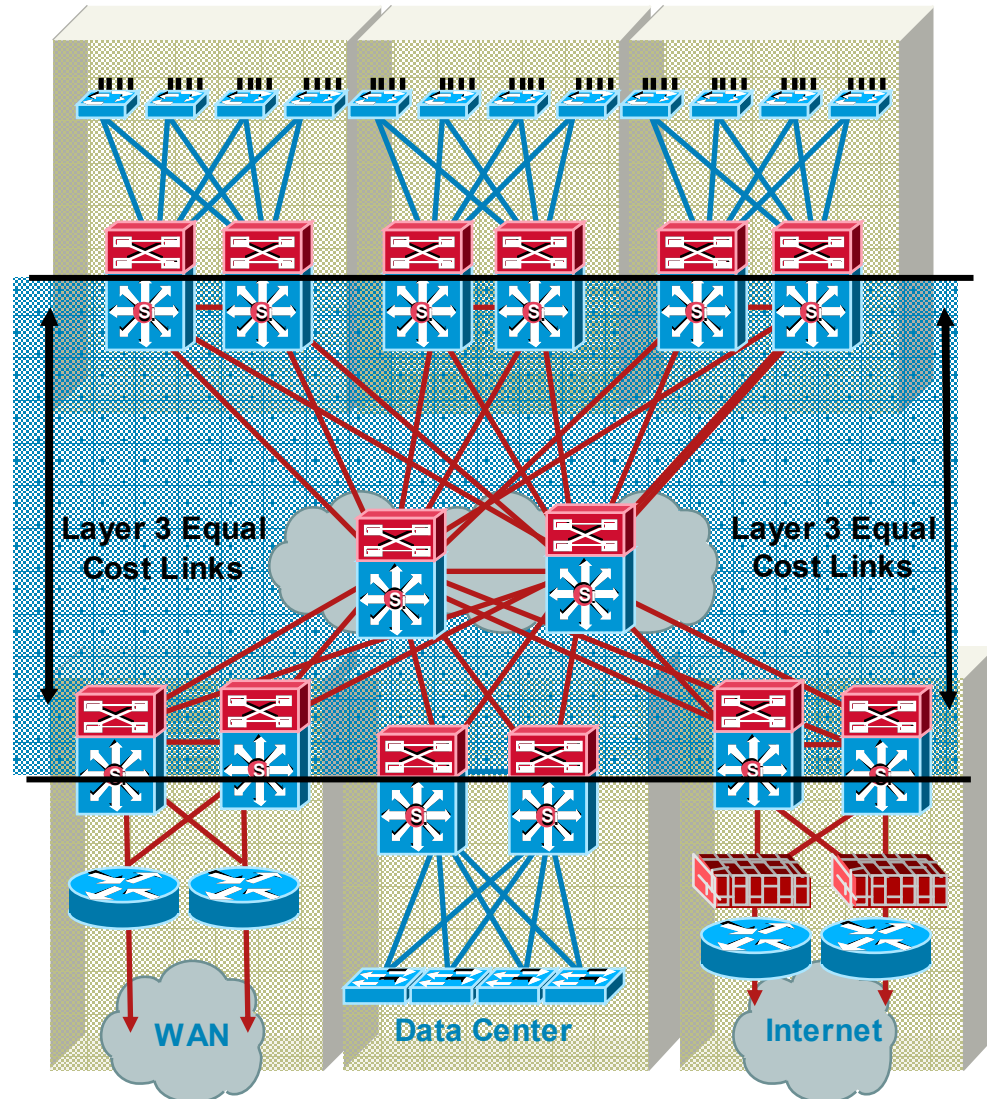 S S S S S S
Layer 3 Equal
Cost Links
Layer 3 Equal
Cost Links
S S
S S S S S S
WAN
Data Center
Internet